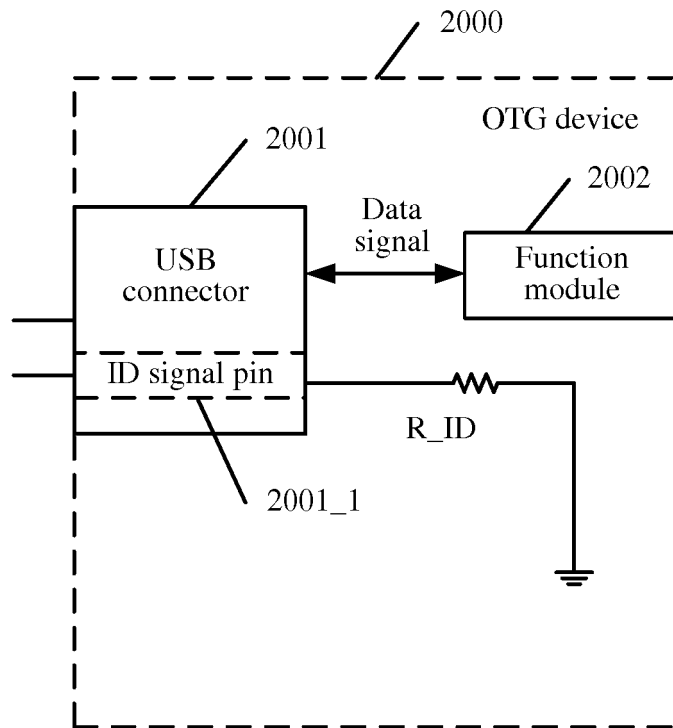 2000
OTG device
2001
2002
Data
signal
USB
connector
Function
module
ID signal pin
R_ID
2001_1